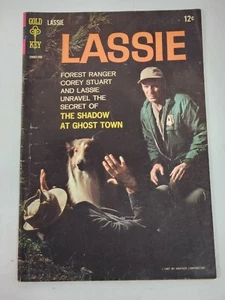 GOLD
KEY
LASSIE
12¢
LASSIE
FOREST RANGER
COREY STUART
AND LASSIE
UNRAVEL THE
SECRET OF
THE SHADOW
AT GHOST TOWN